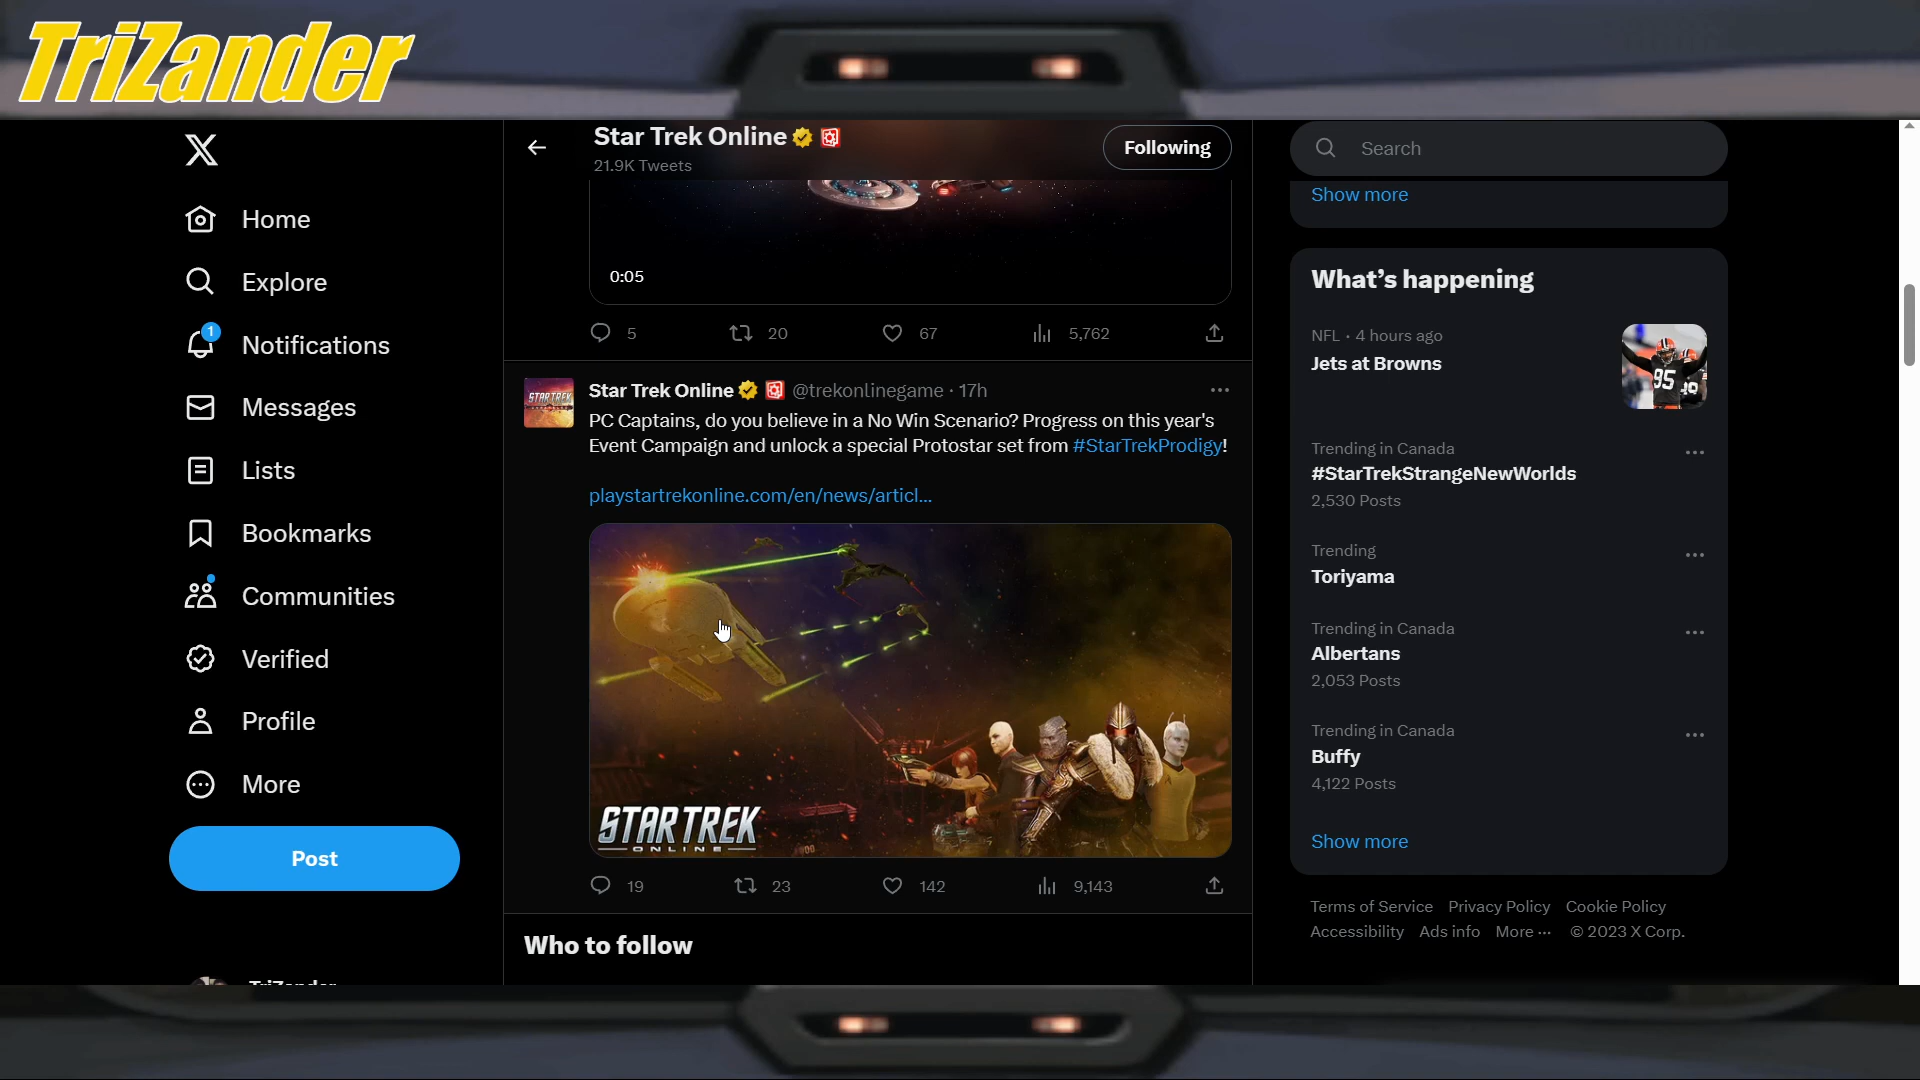 TriZander
X
Home
Explore
1
Notifications
Messages
Lists
Bookmarks
Communities
Verified
Profile
More
Post
Star Trek Online
21.9K Tweets
Following
0:05
5 20 67 5,762
Star Trek Online @trekonlinegame · 17h
PC Captains, do you believe in a No Win Scenario? Progress on this year's
Event Campaign and unlock a special Protostar set from #StarTrekProdigy!
playstartrekonline.com/en/news/articl...
STAR TREK
STAR TREK
ONLINE
19 23 142 9,143
Who to follow
Search
Show more
What's happening
NFL · 4 hours ago
Jets at Browns
95
Trending in Canada
#StarTrekStrangeNewWorlds
2,530 Posts
Trending
Toriyama
Trending in Canada
Albertans
2,053 Posts
Trending in Canada
Buffy
4,122 Posts
Show more
Terms of Service Privacy Policy Cookie Policy
Accessibility Ads info More ··· © 2023 X Corp.